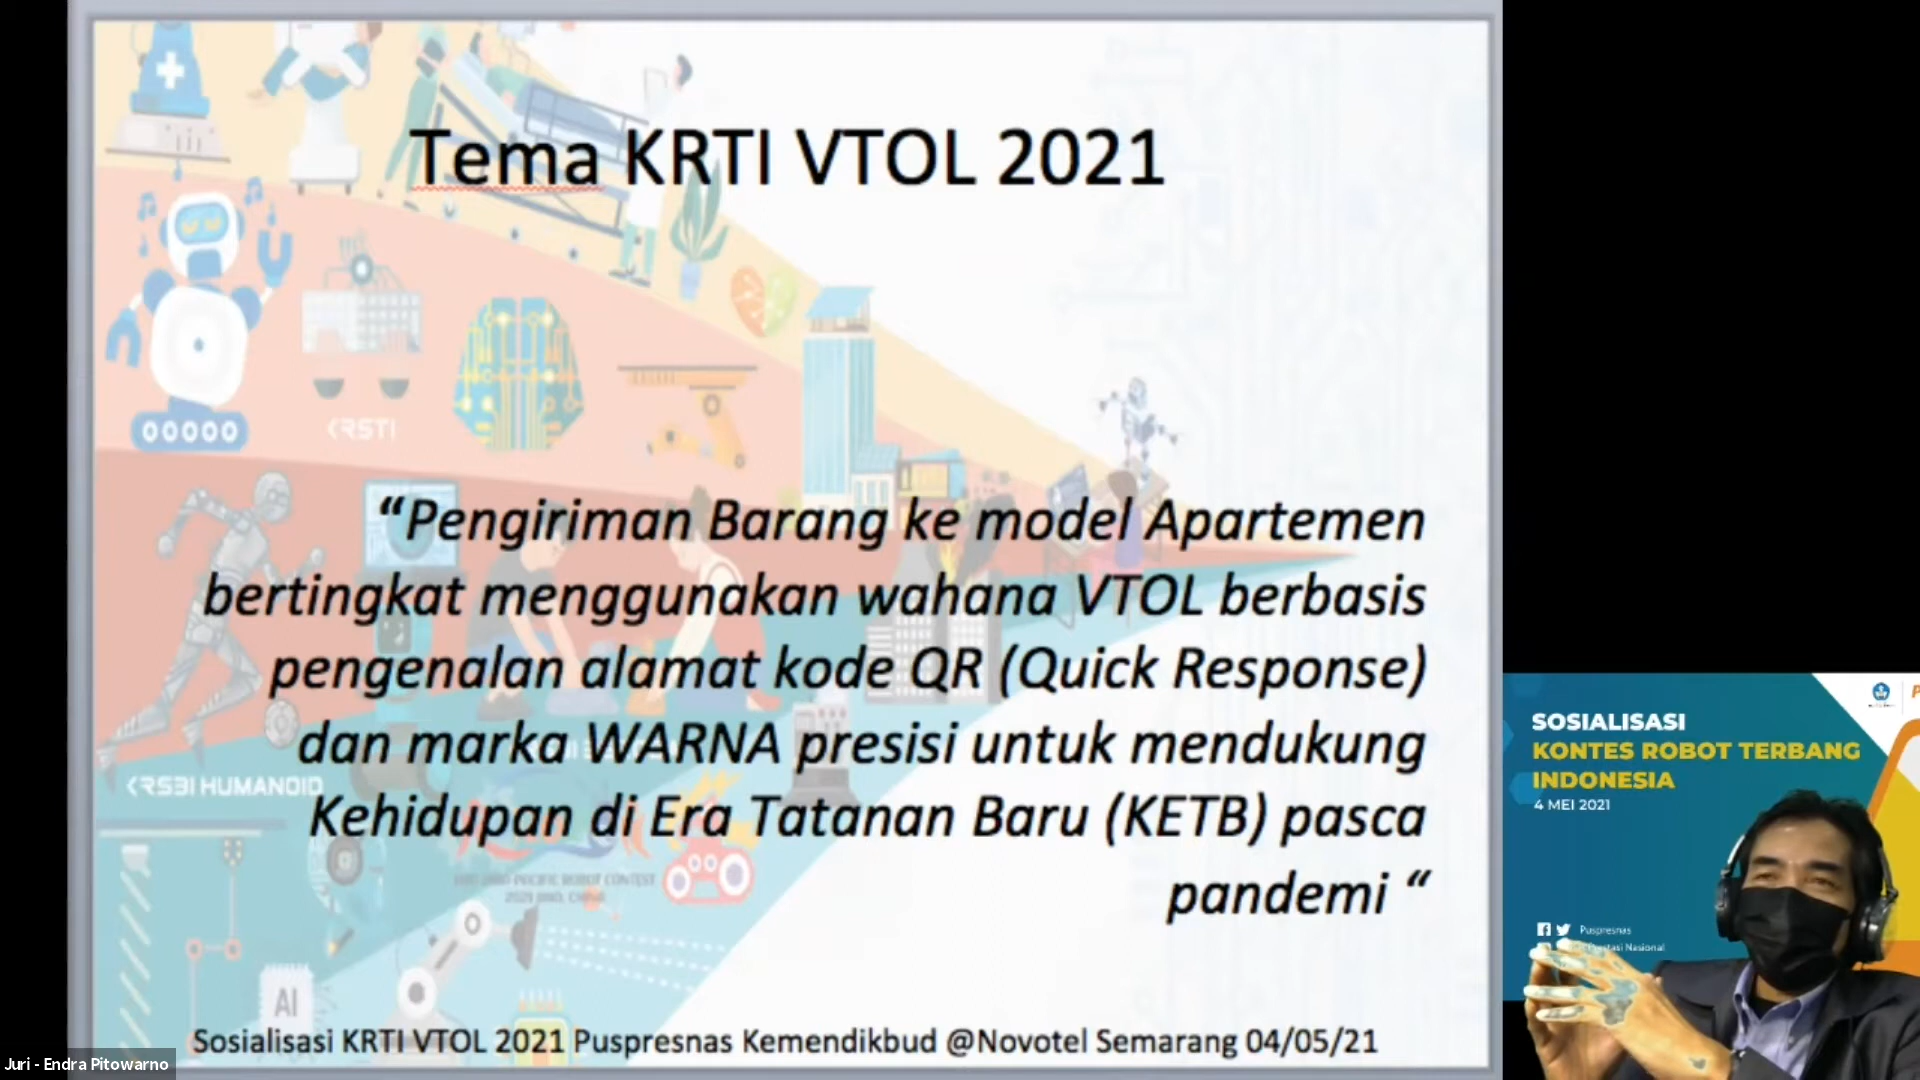 Tema KRTI VTOL 2021
KRSTI
“Pengiriman Barang ke model Apartemen
bertingkat menggunakan wahana VTOL berbasis
pengenalan alamat kode QR (Quick Response)
dan marka WARNA presisi untuk mendukung
KRSBI HUMANOID
Kehidupan di Era Tatanan Baru (KETB) pasca
pandemi “
AI
Sosialisasi KRTI VTOL 2021 Puspresnas Kemendikbud @Novotel Semarang 04/05/21
Juri - Endra Pitowarno
SOSIALISASI
KONTES ROBOT TERBANG
INDONESIA
4 MEI 2021
Puspresnas
Nasional